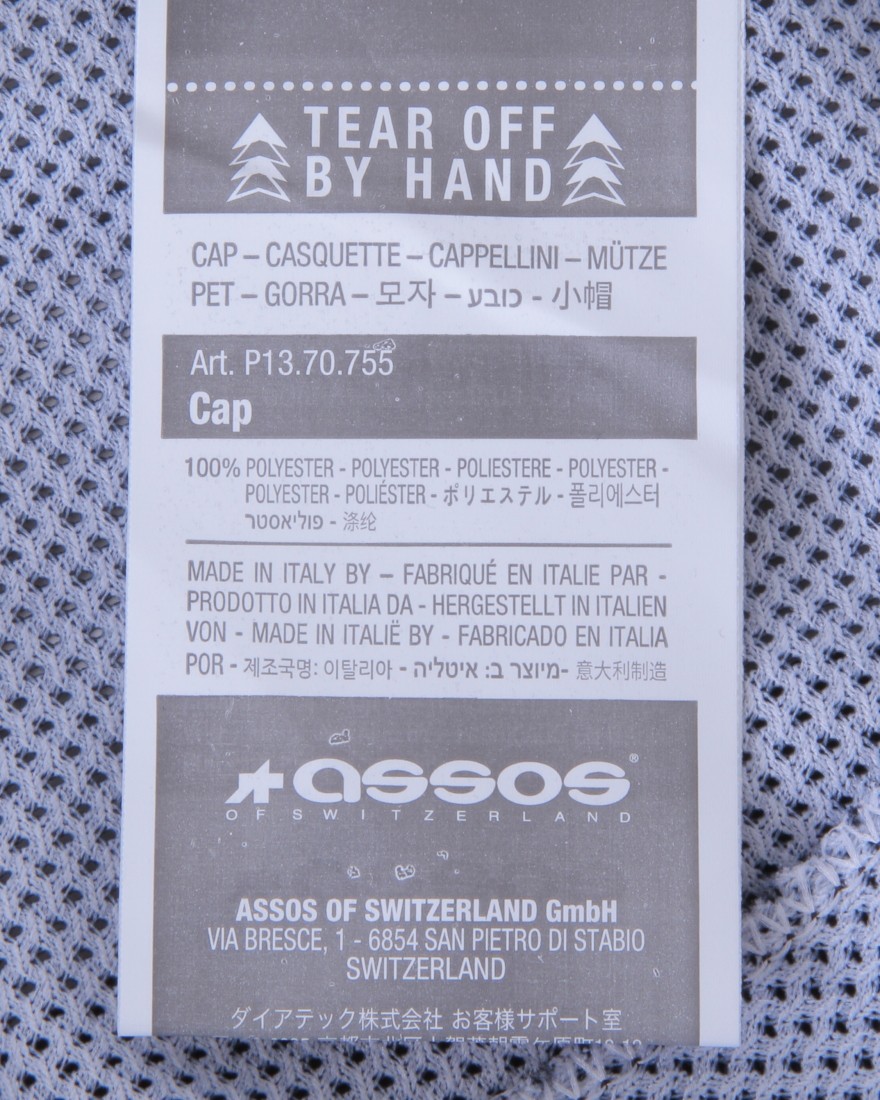 TEAR OFF
BY HAND
CAP – CASQUETTE – CAPPELLINI – MÜTZE
PET – GORRA – 모자 – כובע - 小帽
Art. P13.70.755
Cap
100% POLYESTER - POLYESTER - POLIESTERE - POLYESTER -
POLYESTER - POLIÉSTER - ポリエステル - 폴리에스터
פוליאסטר - 涤纶
MADE IN ITALY BY – FABRIQUÉ EN ITALIE PAR -
PRODOTTO IN ITALIA DA - HERGESTELLT IN ITALIEN
VON - MADE IN ITALIË BY - FABRICADO EN ITALIA
POR - 제조국명: 이탈리아 - מיוצר ב: איטליה- 意大利制造
assos®
OF SWITZERLAND
ASSOS OF SWITZERLAND GmbH
VIA BRESCE, 1 - 6854 SAN PIETRO DI STABIO
SWITZERLAND
ダイアテック株式会社 お客様サポート室